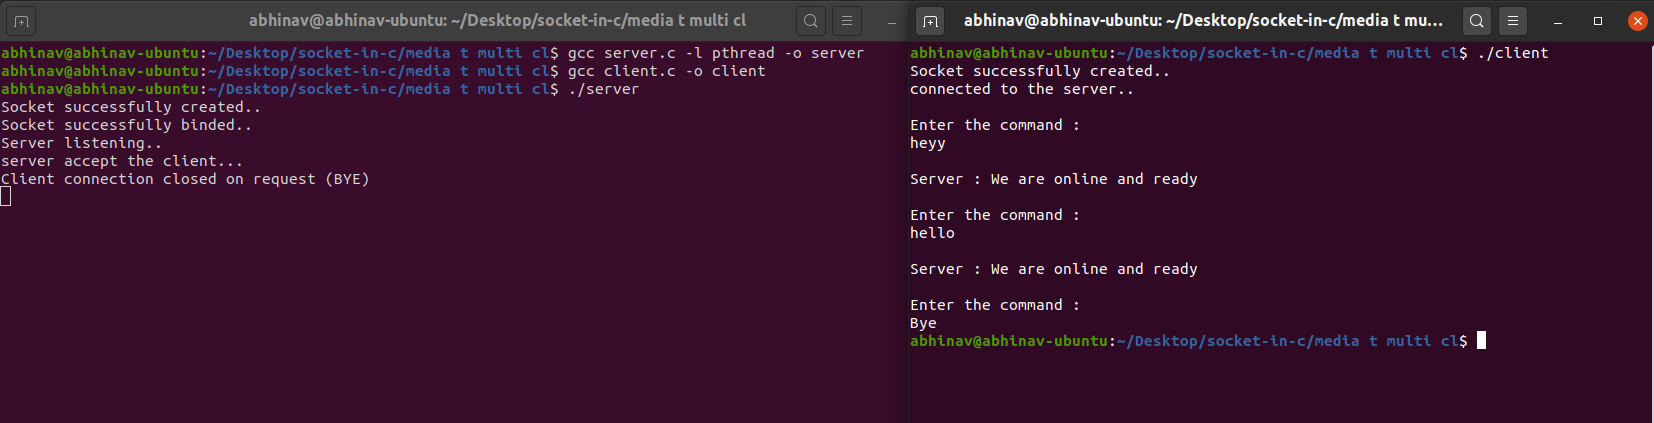 abhinav@abhinav-ubuntu: ~/Desktop/socket-in-c/media t multi cl
abhinav@abhinav-ubuntu:~/Desktop/socket-in-c/media t multi cl$ gcc server.c -l pthread -o server
abhinav@abhinav-ubuntu:~/Desktop/socket-in-c/media t multi cl$ gcc client.c -o client
abhinav@abhinav-ubuntu:~/Desktop/socket-in-c/media t multi cl$ ./server
Socket successfully created..
Socket successfully binded..
Server listening..
server accept the client...
Client connection closed on request (BYE)
abhinav@abhinav-ubuntu: ~/Desktop/socket-in-c/media t mu...
abhinav@abhinav-ubuntu:~/Desktop/socket-in-c/media t multi cl$ ./client
Socket successfully created..
connected to the server..
Enter the command :
heyy
Server : We are online and ready
Enter the command :
hello
Server : We are online and ready
Enter the command :
Bye
abhinav@abhinav-ubuntu:~/Desktop/socket-in-c/media t multi cl$